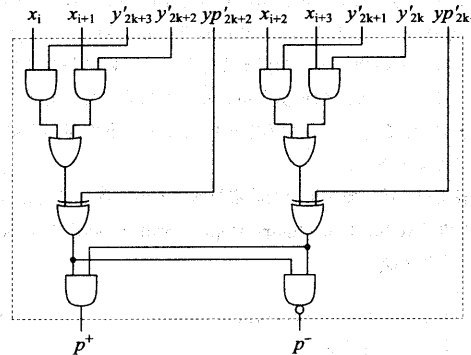 xᵢ xᵢ₊₁ y′₂ₖ₊₃ y′₂ₖ₊₂ yp′₂ₖ₊₂ xᵢ₊₂ xᵢ₊₃ y′₂ₖ₊₁ y′₂ₖ yp′₂ₖ
p⁺ p⁻